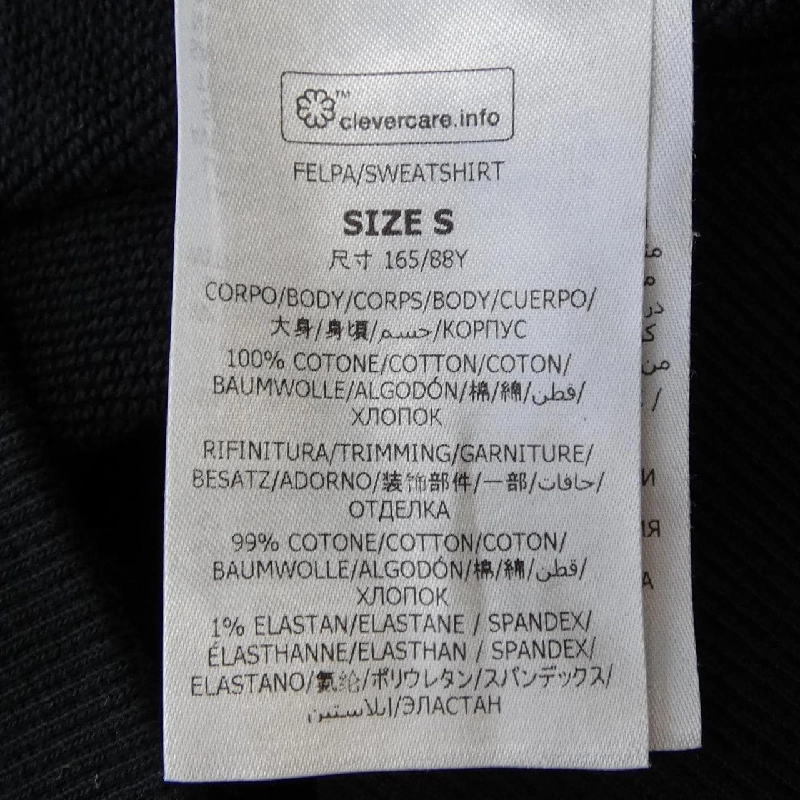 ™
clevercare.info
FELPA/SWEATSHIRT
SIZE S
尺寸 165/88Y
CORPO/BODY/CORPS/BODY/CUERPO/
大身/身頃/جسم/КОРПУС
100% COTONE/COTTON/COTON/
BAUMWOLLE/ALGODÓN/棉/綿/قطن/
ХЛОПОК
RIFINITURA/TRIMMING/GARNITURE/
BESATZ/ADORNO/装饰部件/一部/حافات/
ОТДЕЛКА
99% COTONE/COTTON/COTON/
BAUMWOLLE/ALGODÓN/棉/綿/قطن/
ХЛОПОК
1% ELASTAN/ELASTANE / SPANDEX/
ÉLASTHANNE/ELASTHAN / SPANDEX/
ELASTANO/氨纶/ポリウレタン/スパンデックス/
ایلاستین/ЭЛАСТАН